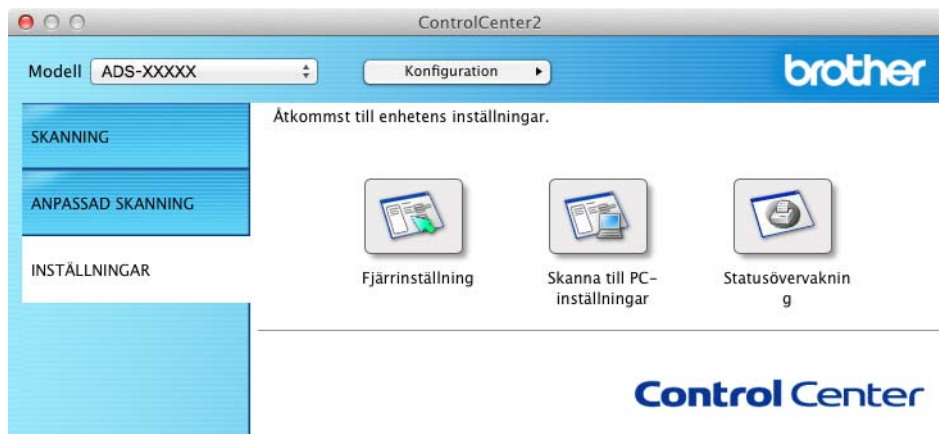 ControlCenter2
Modell ADS-XXXXX Konfiguration brother
SKANNING
ANPASSAD SKANNING
INSTÄLLNINGAR
Åtkommst till enhetens inställningar.
Fjärrinställning
Skanna till PC-
inställningar
Statusövervaknin
g
Control Center